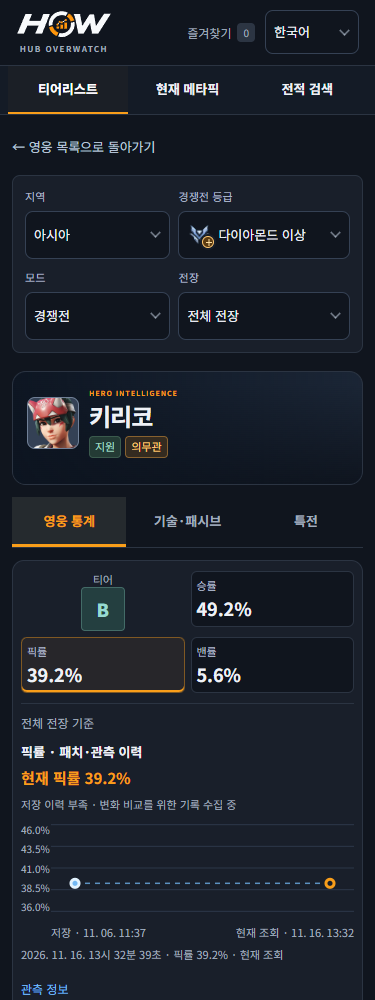 HOW
HUB OVERWATCH
즐겨찾기 0
한국어
티어리스트 현재 메타픽 전적 검색
← 영웅 목록으로 돌아가기
지역 경쟁전 등급
아시아 다이아몬드 이상
모드 전장
경쟁전 전체 전장
HERO INTELLIGENCE
키리코
지원 의무관
영웅 통계 기술·패시브 특전
티어
B
승률
49.2%
픽률
39.2%
밴률
5.6%
전체 전장 기준
픽률 · 패치·관측 이력
현재 픽률 39.2%
저장 이력 부족 · 변화 비교를 위한 기록 수집 중
46.0%
43.5%
41.0%
38.5%
36.0%
저장 · 11. 06. 11:37 현재 조회 · 11. 16. 13:32
2026. 11. 16. 13시 32분 39초 · 픽률 39.2% · 현재 조회
관측 정보